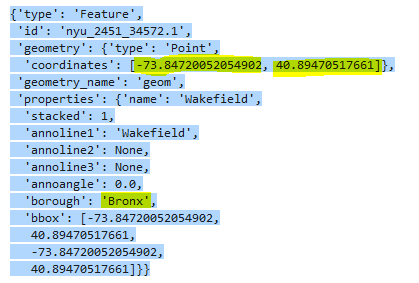 {'type': 'Feature',
'id': 'nyu_2451_34572.1',
'geometry': {'type': 'Point',
'coordinates': [-73.84720052054902, 40.89470517661]},
'geometry_name': 'geom',
'properties': {'name': 'Wakefield',
'stacked': 1,
'annoline1': 'Wakefield',
'annoline2': None,
'annoline3': None,
'annoangle': 0.0,
'borough': 'Bronx',
'bbox': [-73.84720052054902,
40.89470517661,
-73.84720052054902,
40.89470517661]}}